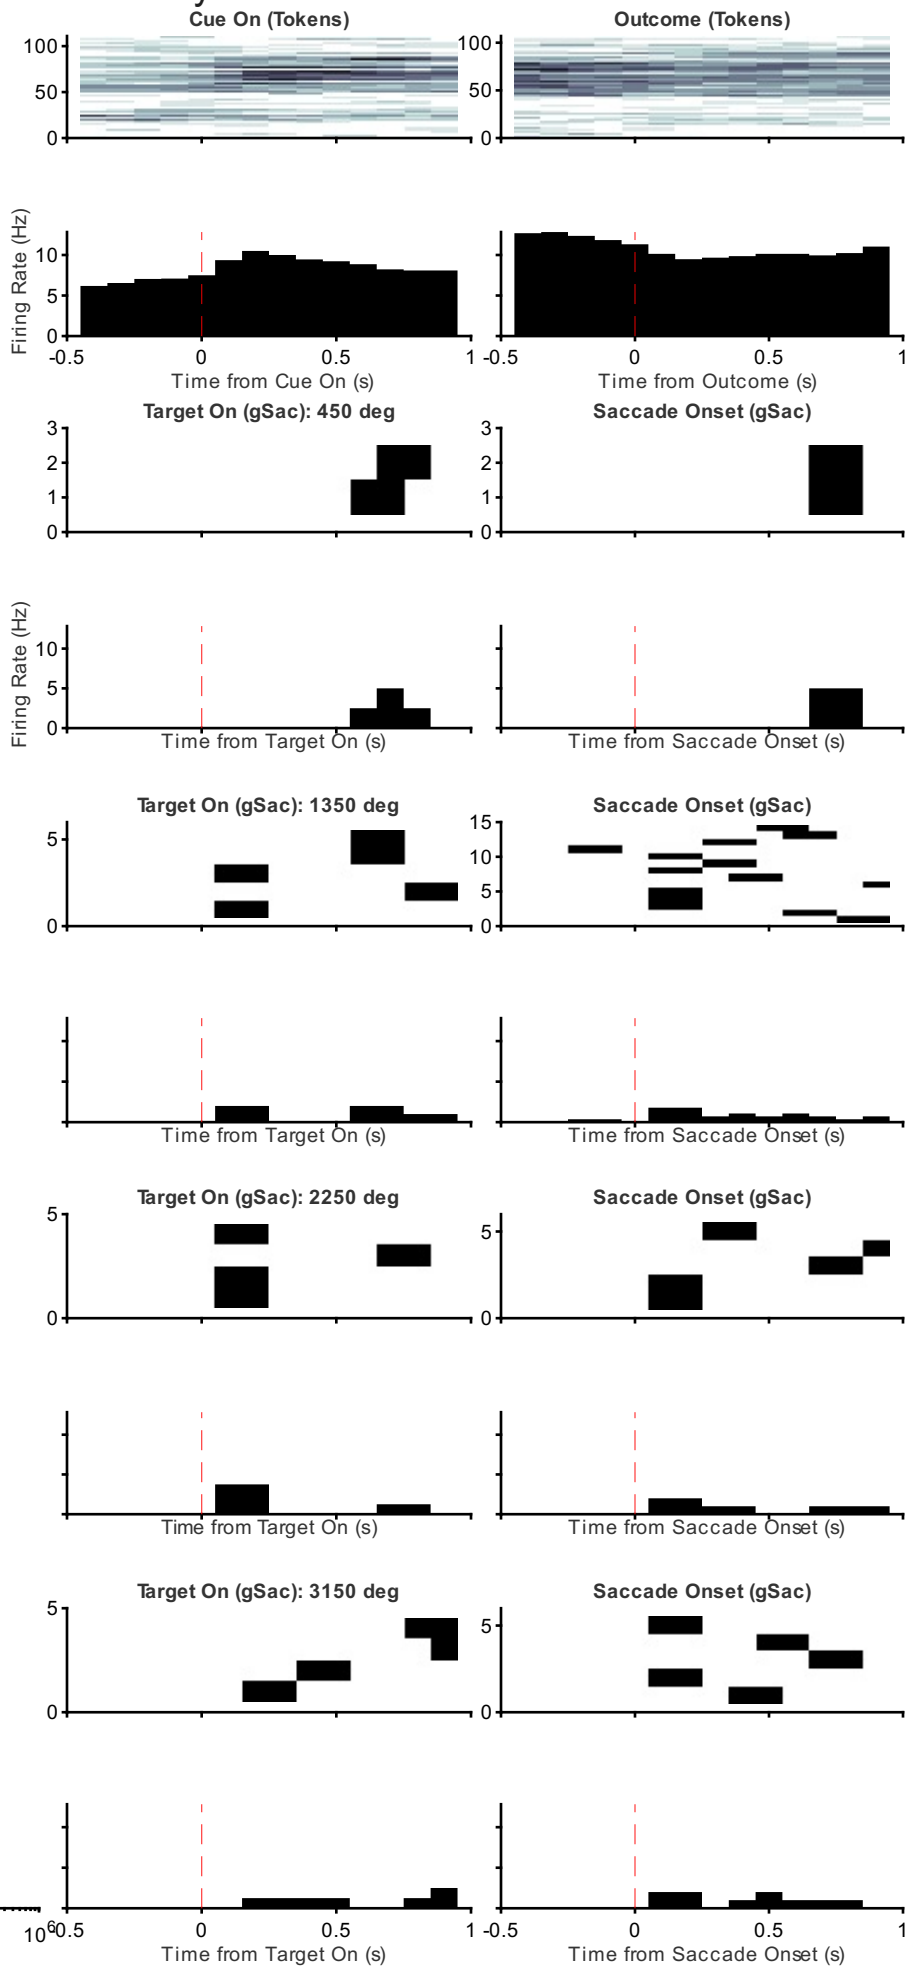 y
Cue On (Tokens) Outcome (Tokens)
100 100
50 50
0 0
Firing Rate (Hz)
10
5
0
-0.5 0 0.5 1 -0.5 0 0.5 1
Time from Cue On (s) Time from Outcome (s)
Target On (gSac): 450 deg Saccade Onset (gSac)
3 3
2 2
1 1
0 0
Firing Rate (Hz)
10
5
0
Time from Target On (s) Time from Saccade Onset (s)
Target On (gSac): 1350 deg Saccade Onset (gSac)
5 15
10
5
0 0
Time from Target On (s) Time from Saccade Onset (s)
Target On (gSac): 2250 deg Saccade Onset (gSac)
5 5
0 0
Time from Target On (s) Time from Saccade Onset (s)
Target On (gSac): 3150 deg Saccade Onset (gSac)
5 5
0 0
10⁶ -0.5 0 0.5 1 -0.5 0 0.5 1
Time from Target On (s) Time from Saccade Onset (s)